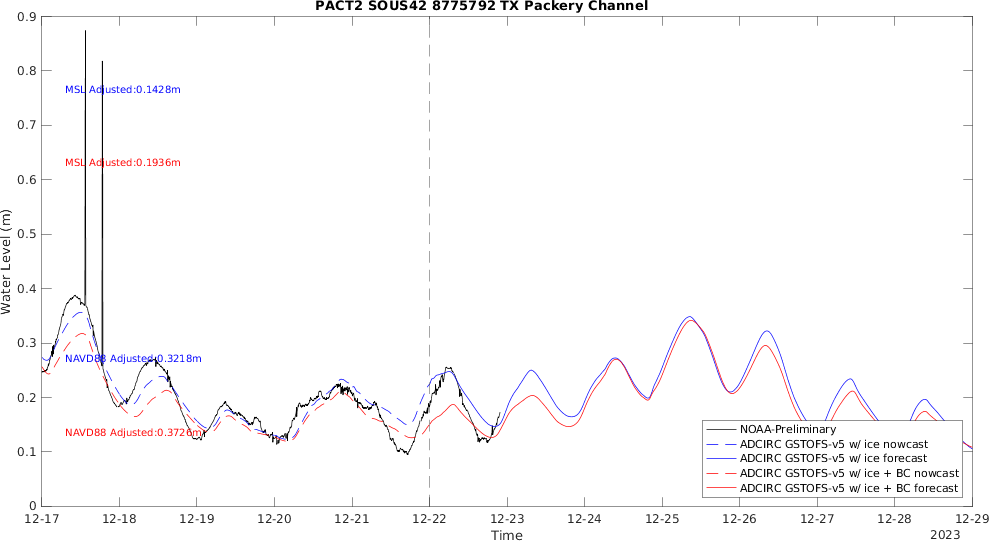 PACT2 SOUS42 8775792 TX Packery Channel
0.9
0.8
0.7
0.6
0.5
0.4
0.3
0.2
0.1
0
Water Level (m)
MSL Adjusted:0.1428m
MSL Adjusted:0.1936m
NAVD88 Adjusted:0.3218m
NAVD88 Adjusted:0.3726m
NOAA-Preliminary
ADCIRC GSTOFS-v5 w/ ice nowcast
ADCIRC GSTOFS-v5 w/ ice forecast
ADCIRC GSTOFS-v5 w/ ice + BC nowcast
ADCIRC GSTOFS-v5 w/ ice + BC forecast
12-17 12-18 12-19 12-20 12-21 12-22 12-23 12-24 12-25 12-26 12-27 12-28 12-29
Time
2023